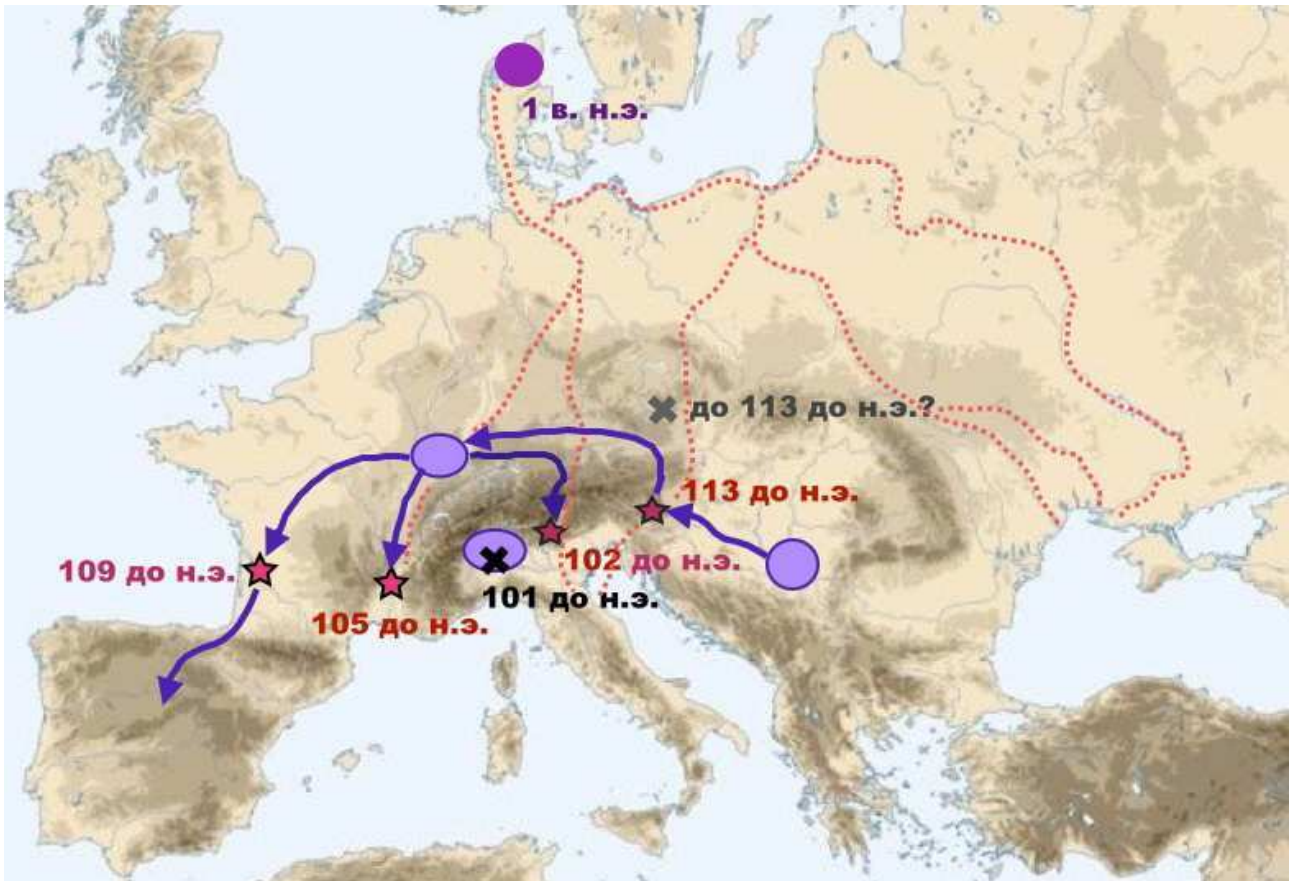 1 в. н.э.
до 113 до н.э.?
113 до н.э.
109 до н.э.
102 до н.э.
101 до н.э.
105 до н.э.